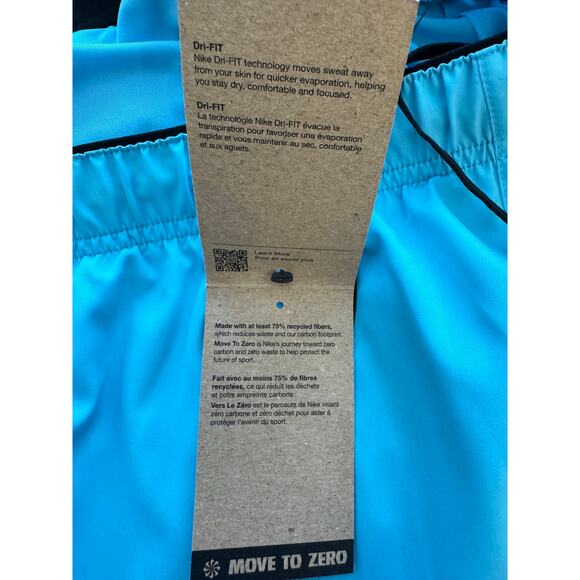 Dri-FIT
Nike Dri-FIT technology moves sweat away
from your skin for quicker evaporation, helping
you stay dry, comfortable and focused.
Dri-FIT
La technologie Nike Dri-FIT évacue la
transpiration pour favoriser une évaporation
rapide et vous maintenir au sec, confortable
et aux aguets.
Learn More
Pour en savoir plus
Made with at least 75% recycled fibers,
which reduces waste and our carbon footprint.
Move To Zero is Nike's journey toward zero
carbon and zero waste to help protect the
future of sport.
Fait avec au moins 75% de fibres
recyclées, ce qui réduit les déchets
et notre empreinte carbone.
Vers Le Zéro est le parcours de Nike visant
zéro carbone et zéro déchet pour aider à
protéger l'avenir du sport.
MOVE TO ZERO